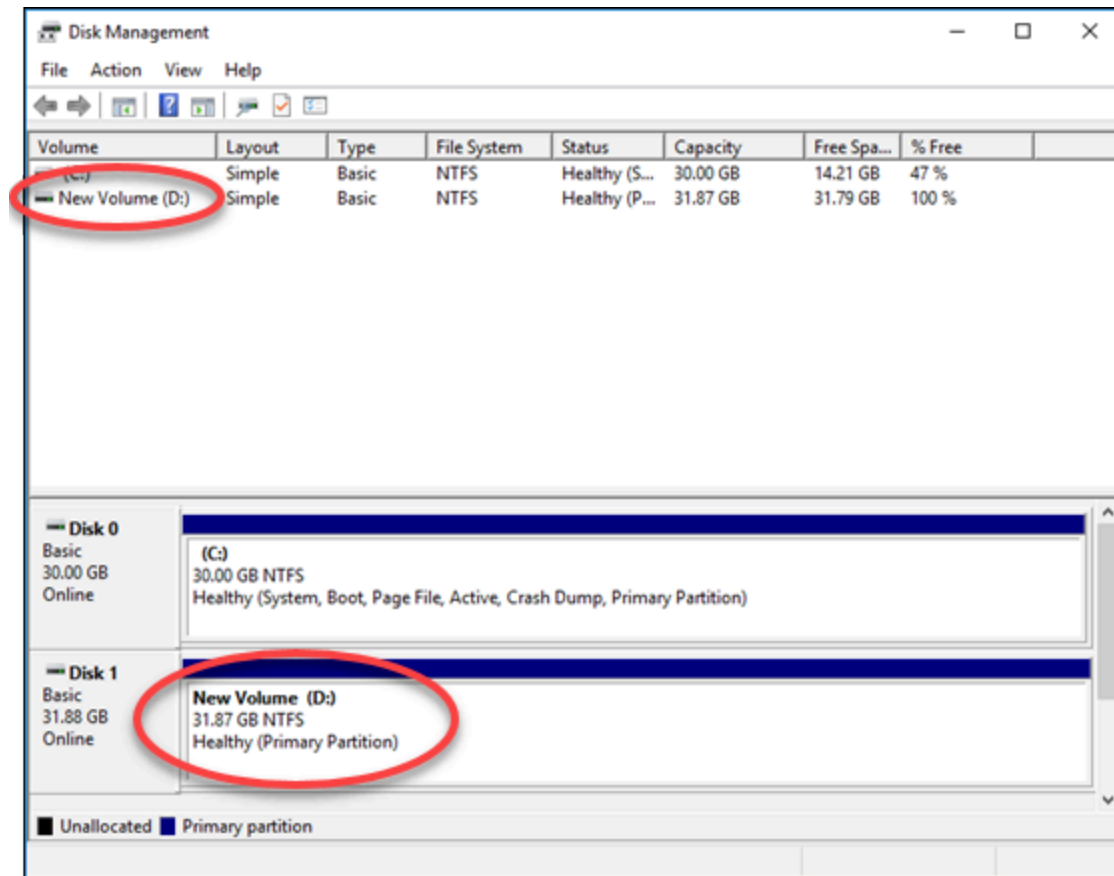 Disk Management
File Action View Help
Volume Layout Type File System Status Capacity Free Spa... % Free
(C:) Simple Basic NTFS Healthy (S... 30.00 GB 14.21 GB 47 %
New Volume (D:) Simple Basic NTFS Healthy (P... 31.87 GB 31.79 GB 100 %
Disk 0
Basic
30.00 GB
Online
(C:)
30.00 GB NTFS
Healthy (System, Boot, Page File, Active, Crash Dump, Primary Partition)
Disk 1
Basic
31.88 GB
Online
New Volume (D:)
31.87 GB NTFS
Healthy (Primary Partition)
Unallocated Primary partition